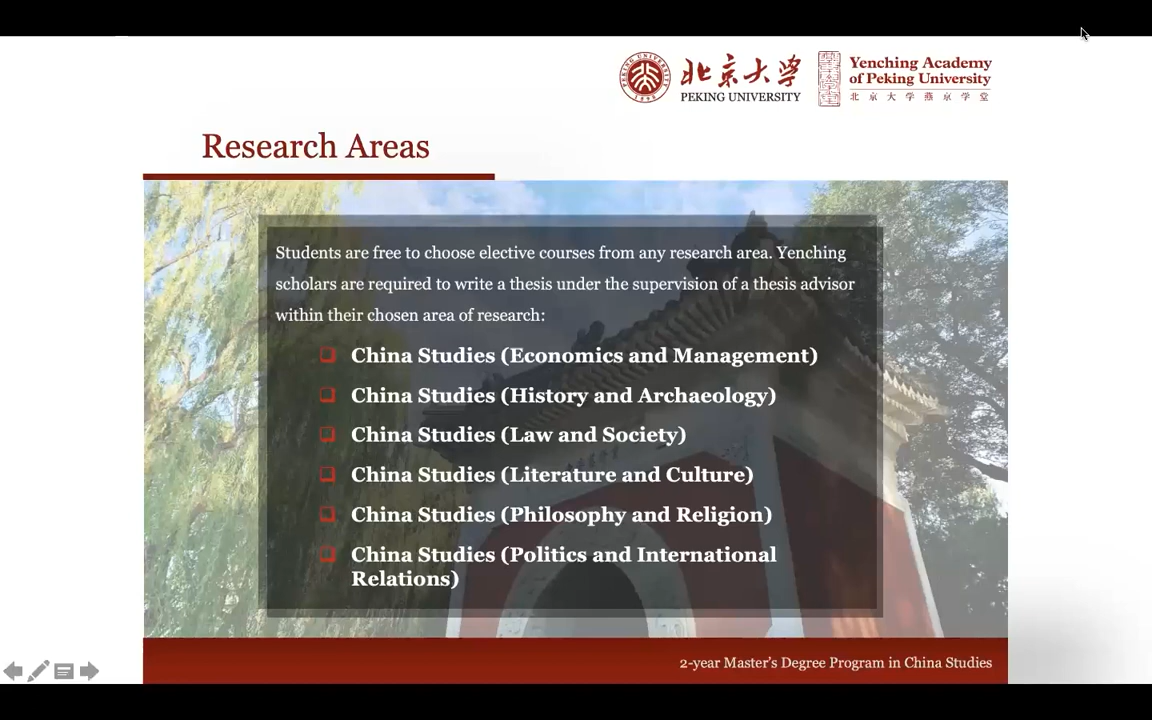 北京大学
PEKING UNIVERSITY
PEKING UNIVERSITY
1898
Yenching Academy
of Peking University
北京大学燕京学堂
Research Areas
Students are free to choose elective courses from any research area. Yenching
scholars are required to write a thesis under the supervision of a thesis advisor
within their chosen area of research:
China Studies (Economics and Management)
China Studies (History and Archaeology)
China Studies (Law and Society)
China Studies (Literature and Culture)
China Studies (Philosophy and Religion)
China Studies (Politics and International
Relations)
2-year Master's Degree Program in China Studies